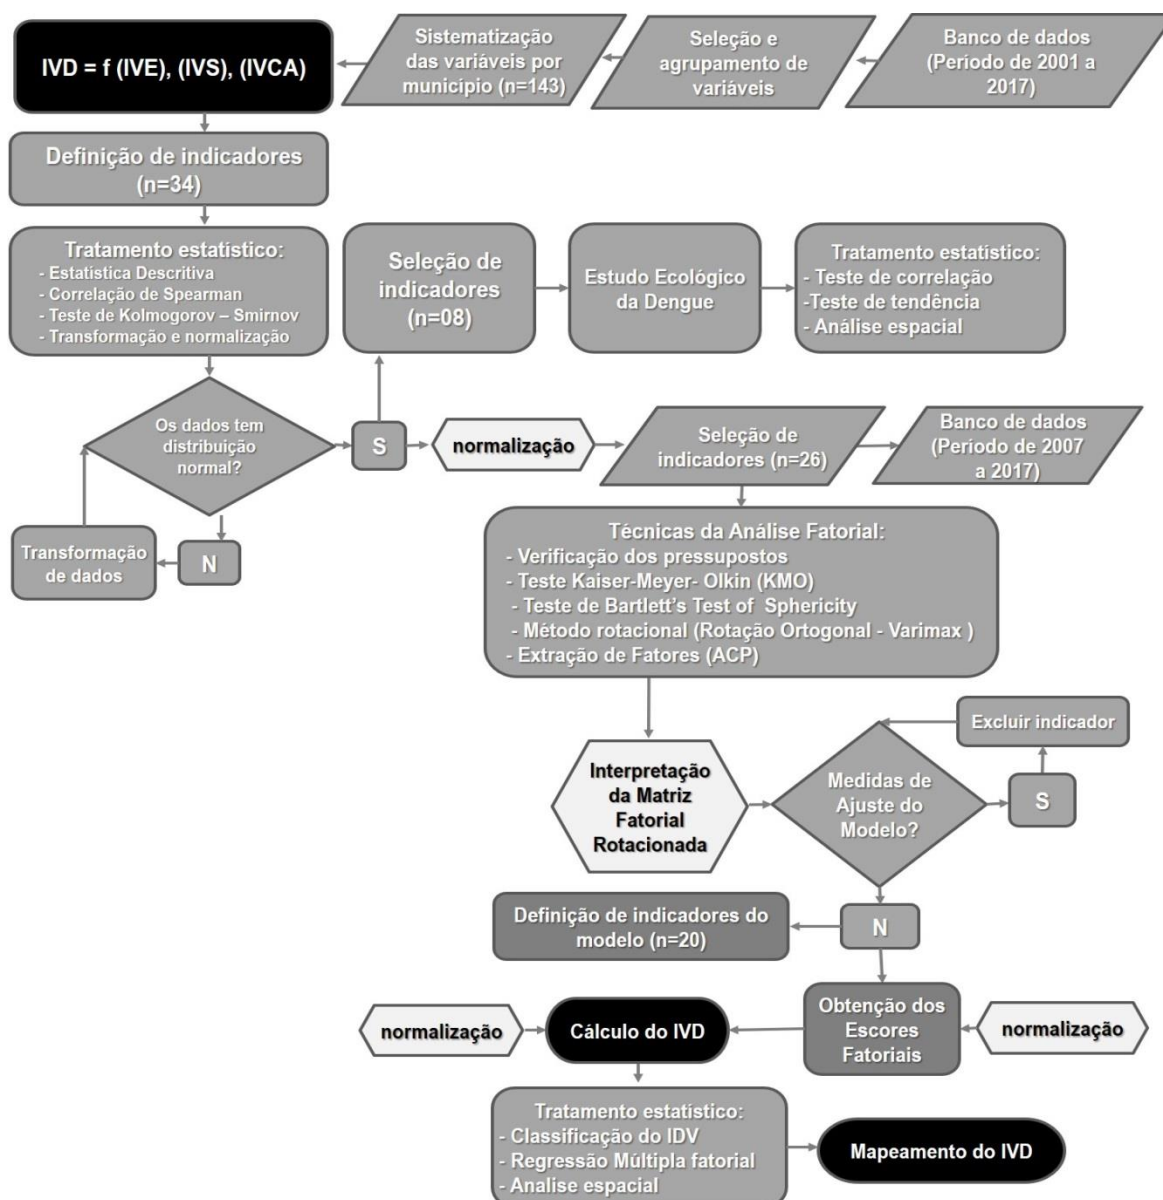 IVD = f (IVE), (IVS), (IVCA)
Sistematização
das variáveis por
município (n=143)
Seleção e
agrupamento de
variáveis
Banco de dados
(Período de 2001 a
2017)
Definição de indicadores
(n=34)
Tratamento estatístico:
- Estatística Descritiva
- Correlação de Spearman
- Teste de Kolmogorov – Smirnov
- Transformação e normalização
Seleção de
indicadores
(n=08)
Estudo Ecológico
da Dengue
Tratamento estatístico:
- Teste de correlação
-Teste de tendência
- Análise espacial
Os dados tem
distribuição
normal?
S
normalização
Seleção de
indicadores (n=26)
Banco de dados
(Período de 2007
a 2017)
Transformação
de dados
N
Técnicas da Análise Fatorial:
- Verificação dos pressupostos
- Teste Kaiser-Meyer- Olkin (KMO)
- Teste de Bartlett's Test of Sphericity
- Método rotacional (Rotação Ortogonal - Varimax )
- Extração de Fatores (ACP)
Interpretação
da Matriz
Fatorial
Rotacionada
Medidas de
Ajuste do
Modelo?
Excluir indicador
S
N
Definição de indicadores do
modelo (n=20)
Obtenção dos
Escores
Fatoriais
normalização
normalização
Cálculo do IVD
Tratamento estatístico:
- Classificação do IDV
- Regressão Múltipla fatorial
- Analise espacial
Mapeamento do IVD